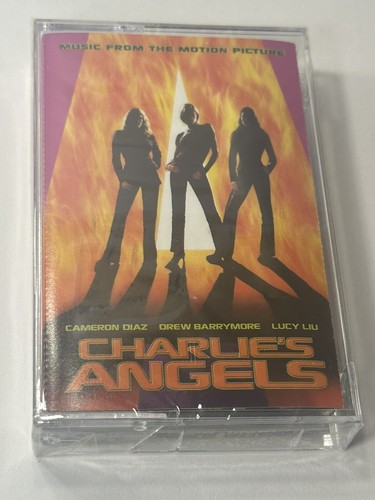 MUSIC FROM THE MOTION PICTURE
CAMERON DIAZ DREW BARRYMORE LUCY LIU
CHARLIE'S
ANGELS